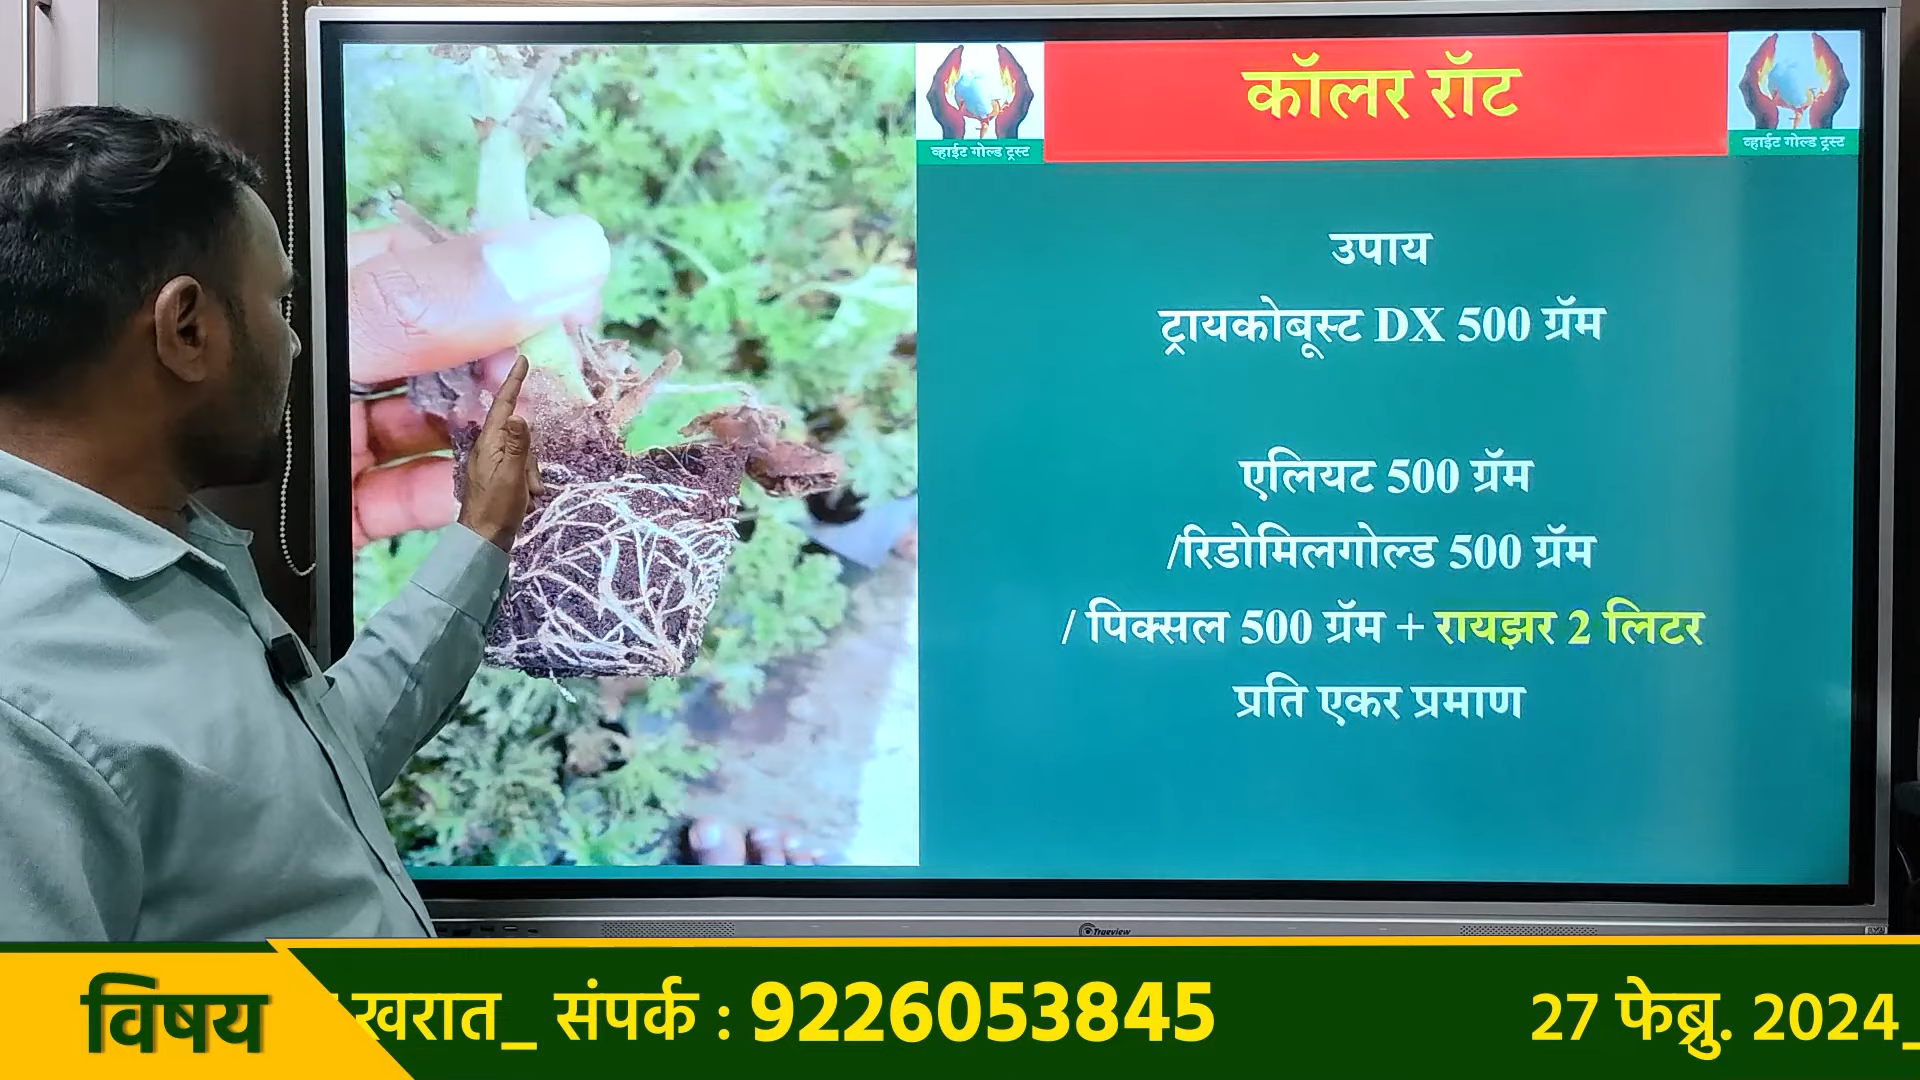 कॉलर रॉट
व्हाईट गोल्ड ट्रस्ट
व्हाईट गोल्ड ट्रस्ट
उपाय
ट्रायकोबूस्ट DX 500 ग्रॅम
एलियट 500 ग्रॅम
/रिडोमिलगोल्ड 500 ग्रॅम
/ पिक्सल 500 ग्रॅम + रायझर 2 लिटर
प्रति एकर प्रमाण
Traeview
विषय
खरात_ संपर्क : 9226053845
27 फेब्रु. 2024_